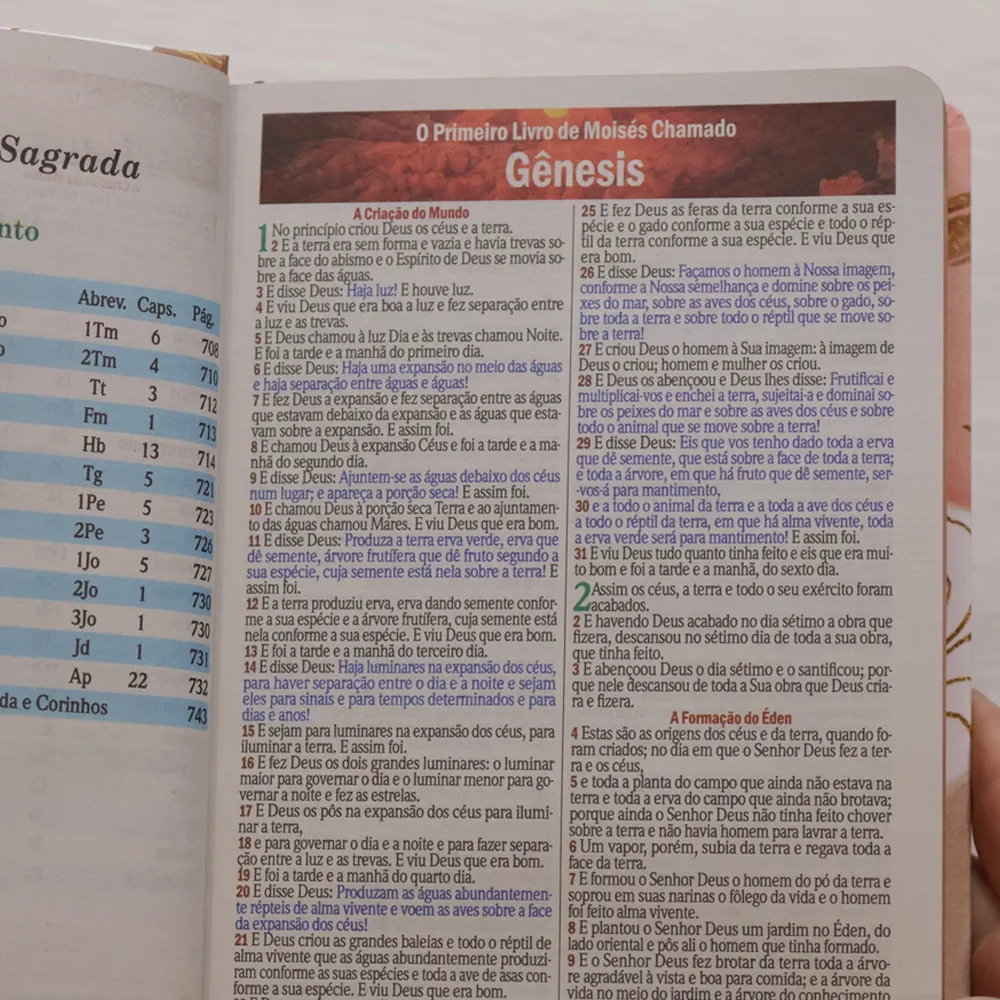 Sagrada
nto
Abrev. Caps. Pág.
o 1Tm 6 708
o 2Tm 4 710
Tt 3 712
Fm 1 713
Hb 13 714
Tg 5 721
1Pe 5 723
2Pe 3 726
1Jo 5 727
2Jo 1 730
3Jo 1 730
Jd 1 731
Ap 22 732
da e Corinhos 743
O Primeiro Livro de Moisés Chamado
Gênesis
A Criação do Mundo
1 No princípio criou Deus os céus e a terra.
2 E a terra era sem forma e vazia e havia trevas so-
bre a face do abismo e o Espírito de Deus se movia so-
bre a face das águas.
3 E disse Deus: Haja luz! E houve luz.
4 E viu Deus que era boa a luz e fez separação entre
a luz e as trevas.
5 E Deus chamou à luz Dia e às trevas chamou Noite.
E foi a tarde e a manhã do primeiro dia.
6 E disse Deus: Haja uma expansão no meio das águas
e haja separação entre águas e águas!
7 E fez Deus a expansão e fez separação entre as águas
que estavam debaixo da expansão e as águas que esta-
vam sobre a expansão. E assim foi.
8 E chamou Deus à expansão Céus e foi a tarde e a ma-
nhã do segundo dia.
9 E disse Deus: Ajuntem-se as águas debaixo dos céus
num lugar; e apareça a porção seca! E assim foi.
10 E chamou Deus à porção seca Terra e ao ajuntamen-
to das águas chamou Mares. E viu Deus que era bom.
11 E disse Deus: Produza a terra erva verde, erva que
dê semente, árvore frutífera que dê fruto segundo a
sua espécie, cuja semente está nela sobre a terra! E
assim foi.
12 E a terra produziu erva, erva dando semente confor-
me a sua espécie e a árvore frutífera, cuja semente está
nela conforme a sua espécie. E viu Deus que era bom.
13 E foi a tarde e a manhã do terceiro dia.
14 E disse Deus: Haja luminares na expansão dos céus,
para haver separação entre o dia e a noite e sejam
eles para sinais e para tempos determinados e para
dias e anos!
15 E sejam para luminares na expansão dos céus, para
iluminar a terra. E assim foi.
16 E fez Deus os dois grandes luminares: o luminar
maior para governar o dia e o luminar menor para go-
vernar a noite e fez as estrelas.
17 E Deus os pôs na expansão dos céus para ilumi-
nar a terra,
18 e para governar o dia e a noite e para fazer separa-
ção entre a luz e as trevas. E viu Deus que era bom.
19 E foi a tarde e a manhã do quarto dia.
20 E disse Deus: Produzam as águas abundantemen-
te répteis de alma vivente e voem as aves sobre a face
da expansão dos céus!
21 E Deus criou as grandes baleias e todo o réptil de
alma vivente que as águas abundantemente produzi-
ram conforme as suas espécies e toda a ave de asas con-
forme a sua espécie. E viu Deus que era bom.
25 E fez Deus as feras da terra conforme a sua es-
pécie e o gado conforme a sua espécie e todo o rép-
til da terra conforme a sua espécie. E viu Deus que
era bom.
26 E disse Deus: Façamos o homem à Nossa imagem,
conforme a Nossa semelhança e domine sobre os pei-
xes do mar, sobre as aves dos céus, sobre o gado, so-
bre toda a terra e sobre todo o réptil que se move so-
bre a terra!
27 E criou Deus o homem à Sua imagem: à imagem de
Deus o criou; homem e mulher os criou.
28 E Deus os abençoou e Deus lhes disse: Frutificai e
multiplicai-vos e enchei a terra, sujeitai-a e dominai so-
bre os peixes do mar e sobre as aves dos céus e sobre
todo o animal que se move sobre a terra!
29 E disse Deus: Eis que vos tenho dado toda a erva
que dê semente, que está sobre a face de toda a terra;
e toda a árvore, em que há fruto que dê semente, ser-
-vos-á para mantimento,
30 e a todo o animal da terra e a toda a ave dos céus e
a todo o réptil da terra, em que há alma vivente, toda
a erva verde será para mantimento! E assim foi.
31 E viu Deus tudo quanto tinha feito e eis que era mui-
to bom e foi a tarde e a manhã, do sexto dia.
2 Assim os céus, a terra e todo o seu exército foram
acabados.
2 E havendo Deus acabado no dia sétimo a obra que
fizera, descansou no sétimo dia de toda a sua obra,
que tinha feito.
3 E abençoou Deus o dia sétimo e o santificou; por-
que nele descansou de toda a Sua obra que Deus cria-
ra e fizera.
A Formação do Éden
4 Estas são as origens dos céus e da terra, quando fo-
ram criados; no dia em que o Senhor Deus fez a ter-
ra e os céus,
5 e toda a planta do campo que ainda não estava na
terra e toda a erva do campo que ainda não brotava;
porque ainda o Senhor Deus não tinha feito chover
sobre a terra e não havia homem para lavrar a terra.
6 Um vapor, porém, subia da terra e regava toda a
face da terra.
7 E formou o Senhor Deus o homem do pó da terra e
soprou em suas narinas o fôlego da vida e o homem
foi feito alma vivente.
8 E plantou o Senhor Deus um jardim no Éden, do
lado oriental e pôs ali o homem que tinha formado.
9 E o Senhor Deus fez brotar da terra toda a árvo-
re agradável à vista e boa para comida; e a árvore da
vida no meio do jardim e a árvore do conhecimento